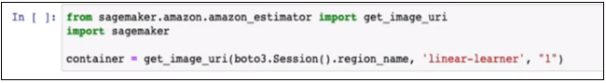 In [ ]: from sagemaker.amazon.amazon_estimator import get_image_uri
import sagemaker
container = get_image_uri(boto3.Session().region_name, 'linear-learner', "1")